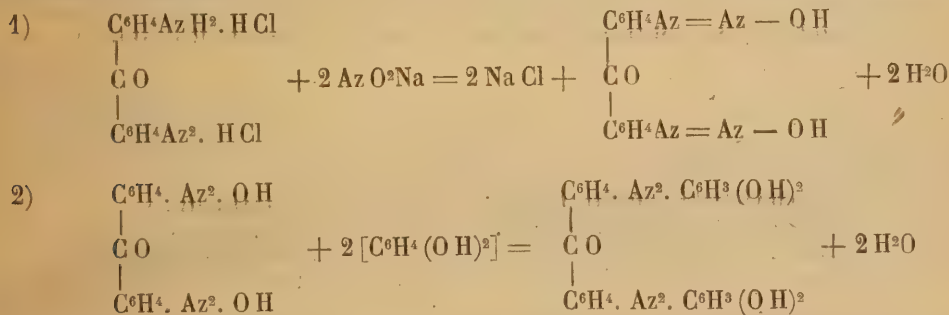 1) C⁶H⁴Az H². H Cl C⁶H⁴Az = Az — O H
| |
C O + 2 Az O²Na = 2 Na Cl + C O + 2 H²O
| |
C⁶H⁴Az². H Cl C⁶H⁴Az = Az — O H
2) C⁶H⁴. Az². O H C⁶H⁴. Az². C⁶H³ (O H)²
| |
C O + 2 [C⁶H⁴ (O H)²] = C O + 2 H²O
| |
C⁶H⁴. Az². O H C⁶H⁴. Az². C⁶H³ (O H)²